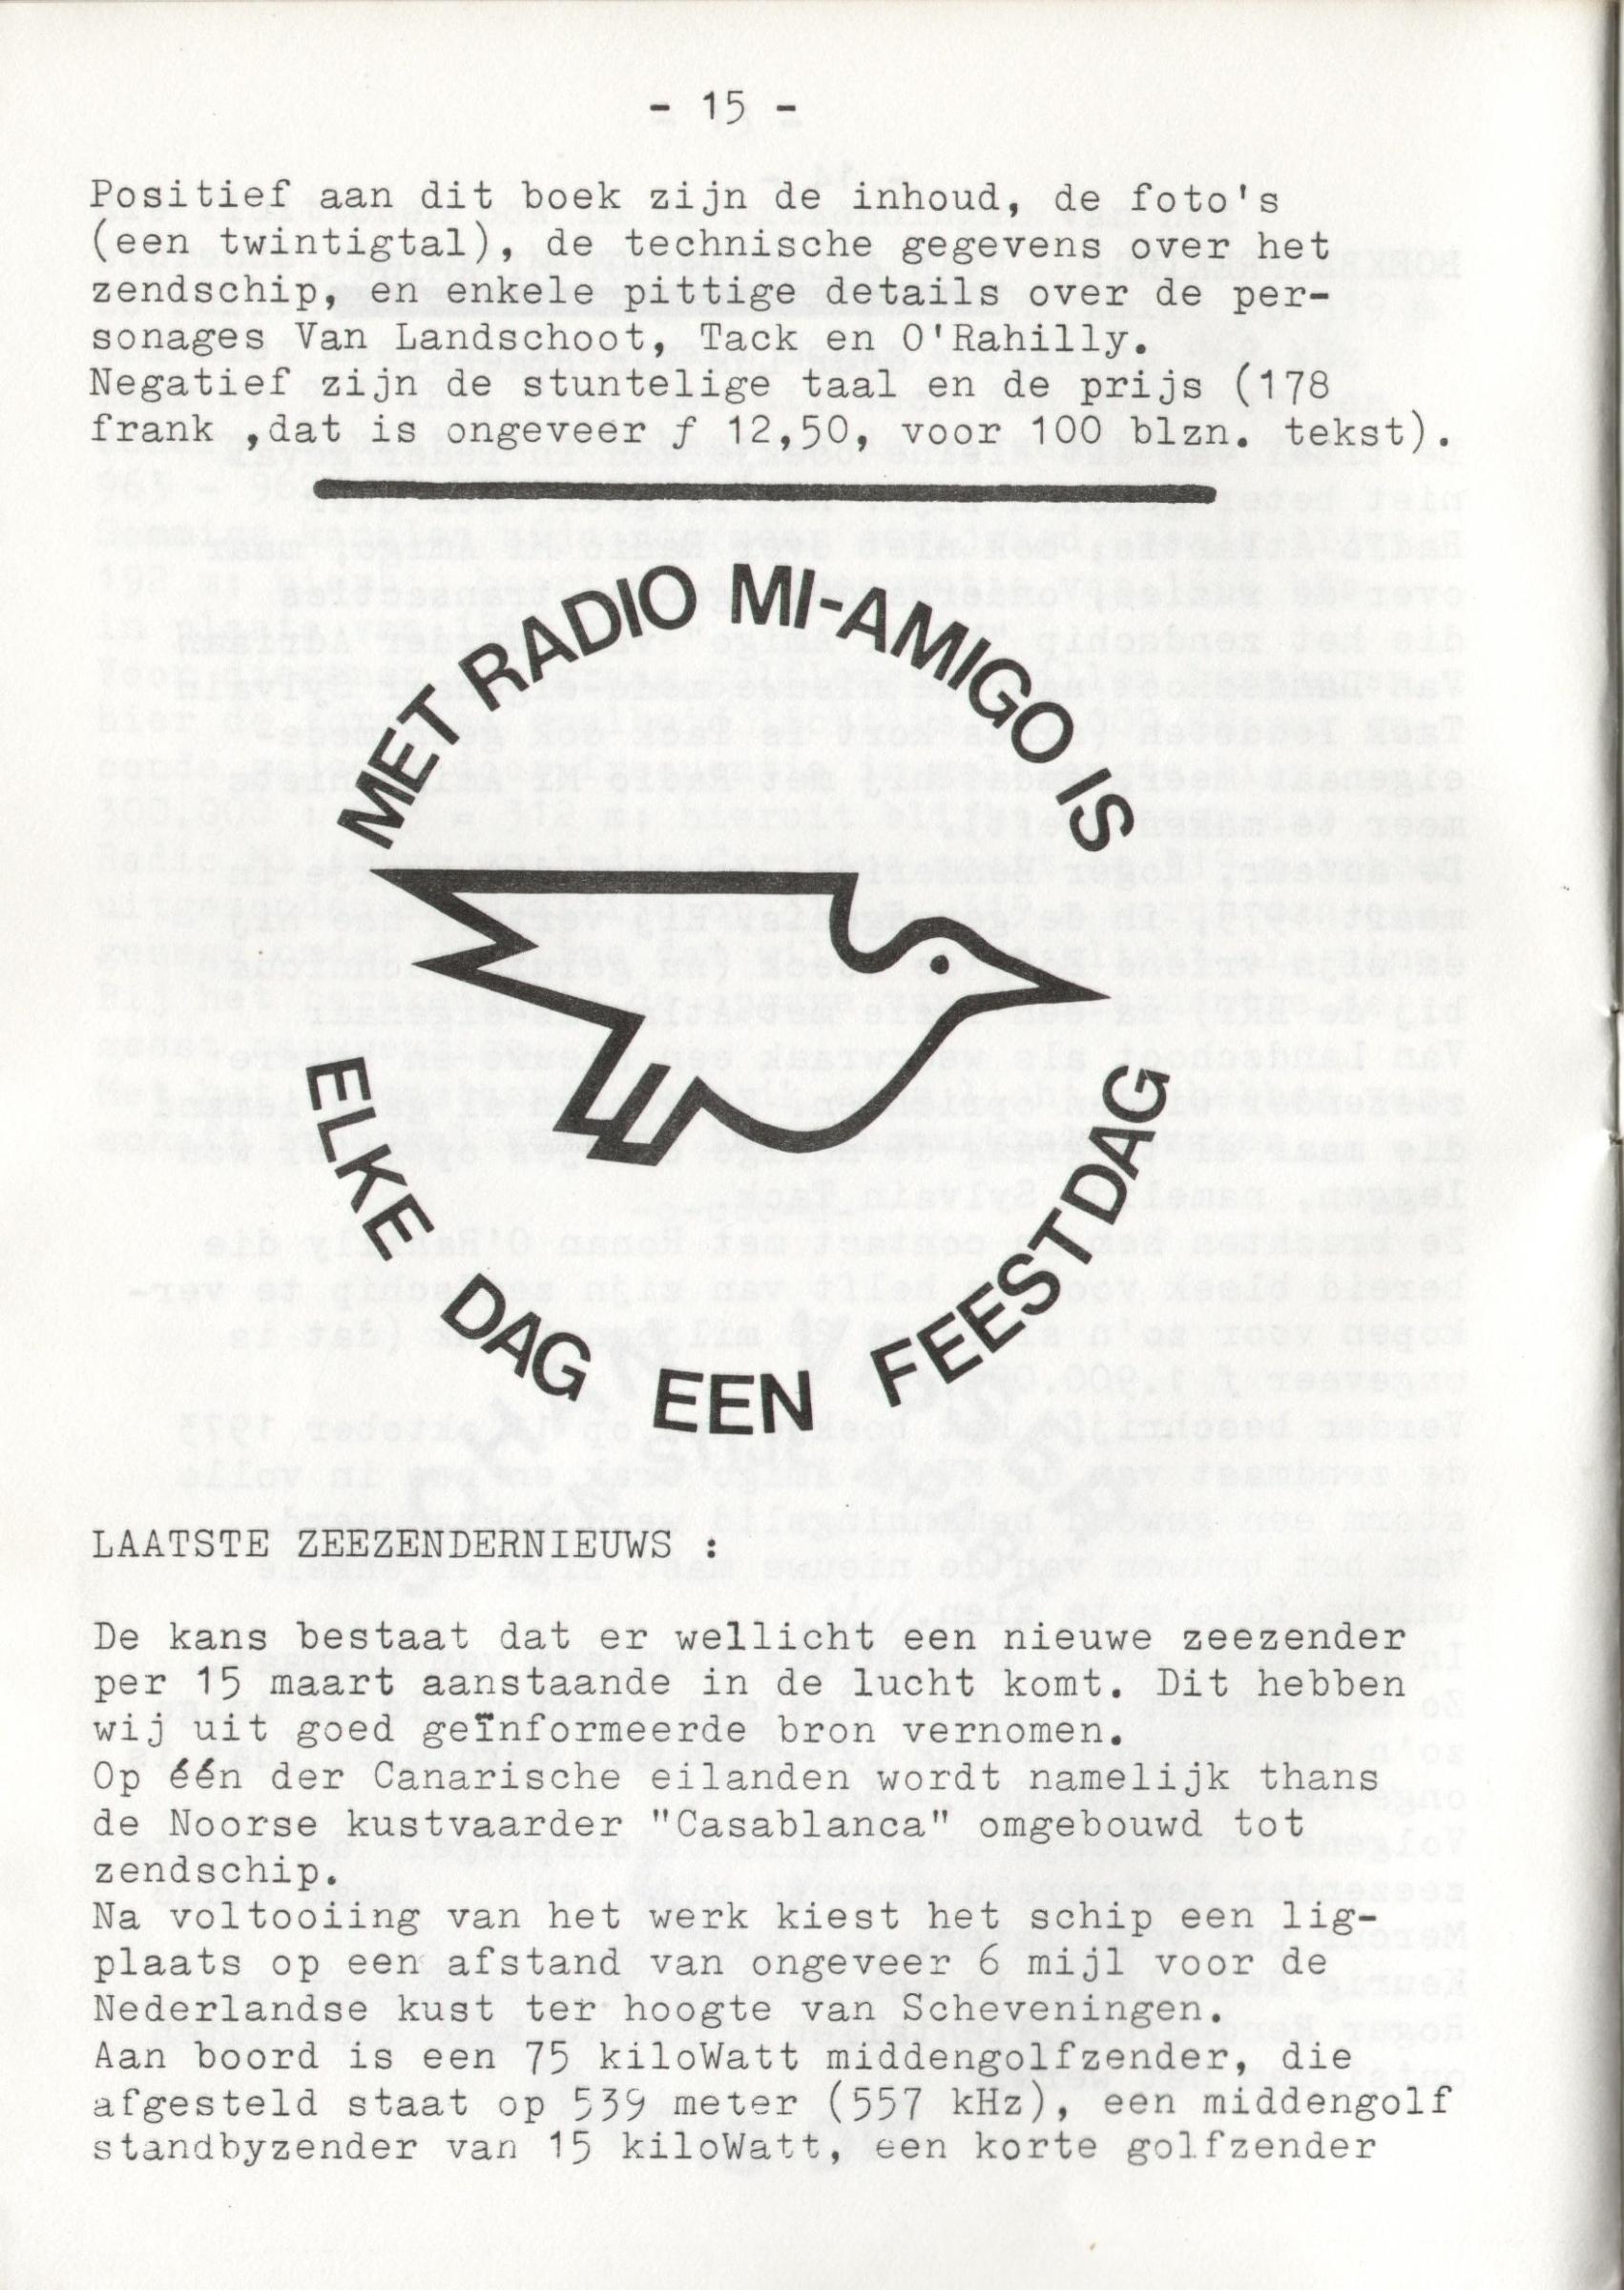 - 15 -
Positief aan dit boek zijn de inhoud, de foto's
(een twintigtal), de technische gegevens over het
zendschip, en enkele pittige details over de per-
sonages Van Landschoot, Tack en O'Rahilly.
Negatief zijn de stuntelige taal en de prijs (178
frank ,dat is ongeveer ƒ 12,50, voor 100 blzn. tekst).
MET RADIO MI-AMIGO IS
ELKE DAG EEN FEESTDAG
LAATSTE ZEEZENDERNIEUWS :
De kans bestaat dat er wellicht een nieuwe zeezender
per 15 maart aanstaande in de lucht komt. Dit hebben
wij uit goed geïnformeerde bron vernomen.
Op één der Canarische eilanden wordt namelijk thans
de Noorse kustvaarder "Casablanca" omgebouwd tot
zendschip.
Na voltooiing van het werk kiest het schip een lig-
plaats op een afstand van ongeveer 6 mijl voor de
Nederlandse kust ter hoogte van Scheveningen.
Aan boord is een 75 kiloWatt middengolfzender, die
afgesteld staat op 539 meter (557 kHz), een middengolf
standbyzender van 15 kiloWatt, een korte golfzender